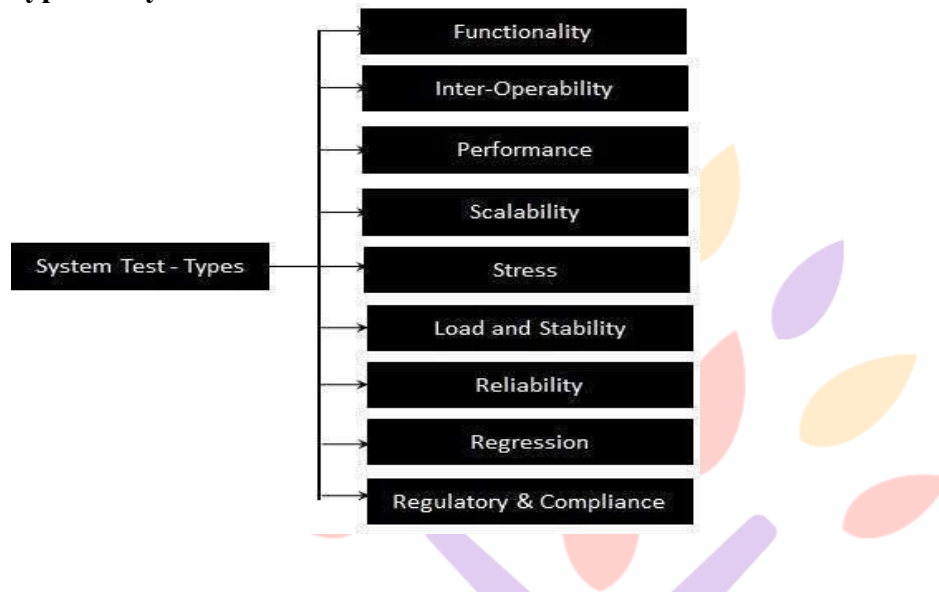 Functionality
Inter-Operability
Performance
Scalability
System Test - Types
Stress
Load and Stability
Reliability
Regression
Regulatory & Compliance